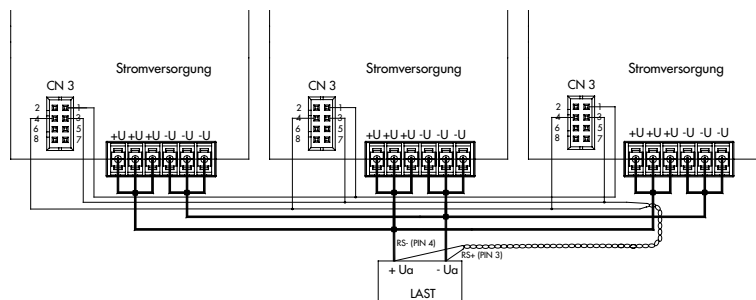 Stromversorgung
CN 3
2 1
4 3
6 5
8 7
+U +U +U -U -U -U
Stromversorgung
CN 3
2 1
4 3
6 5
8 7
+U +U +U -U -U -U
Stromversorgung
CN 3
2 1
4 3
6 5
8 7
+U +U +U -U -U -U
RS- (PIN 4)
RS+ (PIN 3)
+ Ua - Ua
LAST